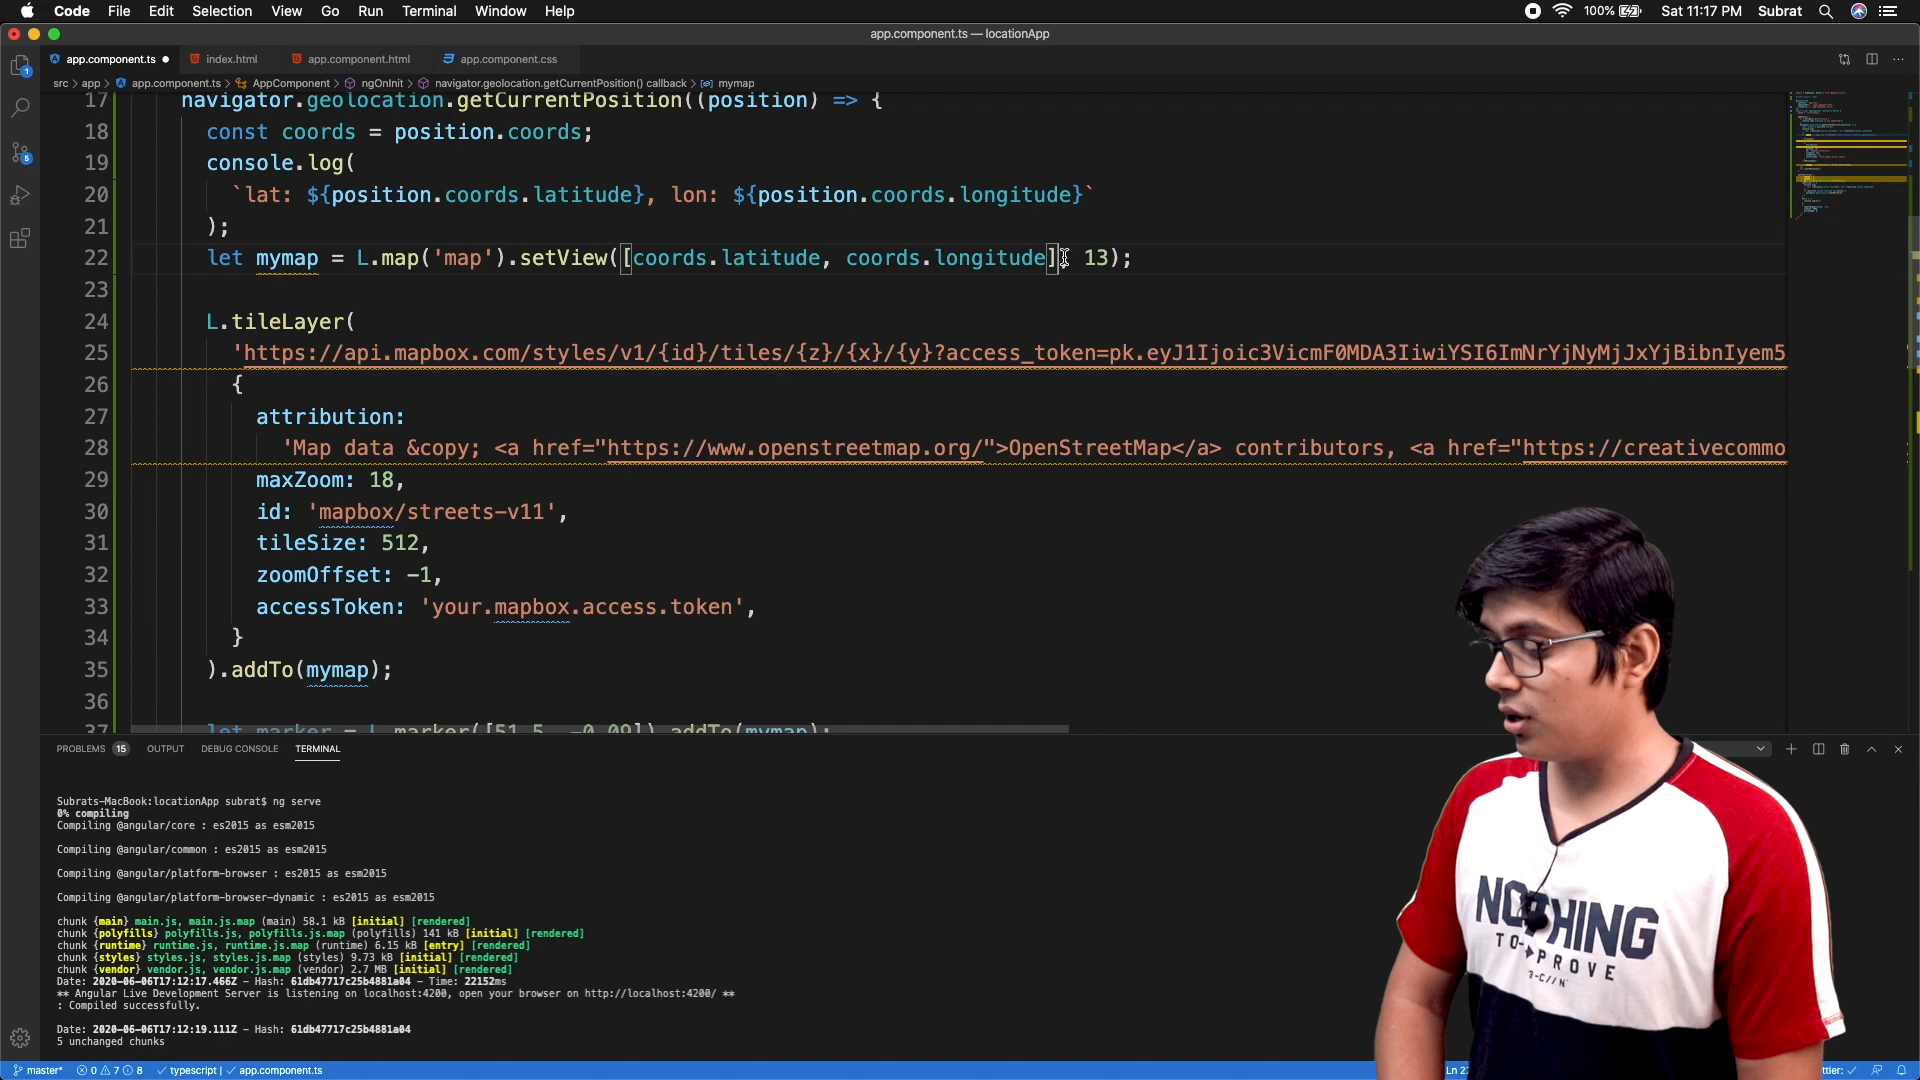 Code File Edit Selection View Go Run Terminal Window Help
100% Sat 11:17 PM Subrat
app.component.ts — locationApp
app.component.ts index.html app.component.html app.component.css
src > app > app.component.ts > AppComponent > ngOnInit > navigator.geolocation.getCurrentPosition() callback > mymap
17 navigator.geolocation.getCurrentPosition((position) => {
18 const coords = position.coords;
19 console.log(
20 `lat: ${position.coords.latitude}, lon: ${position.coords.longitude}`
21 );
22 let mymap = L.map('map').setView([coords.latitude, coords.longitude], 13);
23
24 L.tileLayer(
25 'https://api.mapbox.com/styles/v1/{id}/tiles/{z}/{x}/{y}?access_token=pk.eyJ1Ijoic3VicmF0MDA3IiwiYSI6ImNrYjNyMjJxYjBibnIyem5
26 {
27 attribution:
28 'Map data &copy; <a href="https://www.openstreetmap.org/">OpenStreetMap</a> contributors, <a href="https://creativecommo
29 maxZoom: 18,
30 id: 'mapbox/streets-v11',
31 tileSize: 512,
32 zoomOffset: -1,
33 accessToken: 'your.mapbox.access.token',
34 }
35 ).addTo(mymap);
36
37 let marker = L.marker([51.5, -0.09]).addTo(mymap);
PROBLEMS 15 OUTPUT DEBUG CONSOLE TERMINAL
Subrats-MacBook:locationApp subrat$ ng serve
0% compiling
Compiling @angular/core : es2015 as esm2015
Compiling @angular/common : es2015 as esm2015
Compiling @angular/platform-browser : es2015 as esm2015
Compiling @angular/platform-browser-dynamic : es2015 as esm2015
chunk {main} main.js, main.js.map (main) 58.1 kB [initial] [rendered]
chunk {polyfills} polyfills.js, polyfills.js.map (polyfills) 141 kB [initial] [rendered]
chunk {runtime} runtime.js, runtime.js.map (runtime) 6.15 kB [entry] [rendered]
chunk {styles} styles.js, styles.js.map (styles) 9.73 kB [initial] [rendered]
chunk {vendor} vendor.js, vendor.js.map (vendor) 2.7 MB [initial] [rendered]
Date: 2020-06-06T17:12:17.466Z - Hash: 61db47717c25b4881a04 - Time: 22152ms
** Angular Live Development Server is listening on localhost:4200, open your browser on http://localhost:4200/ **
: Compiled successfully.
Date: 2020-06-06T17:12:19.111Z - Hash: 61db47717c25b4881a04
5 unchanged chunks
NOTHING
TO PROVE
master* 0 7 8 typescript | app.component.ts